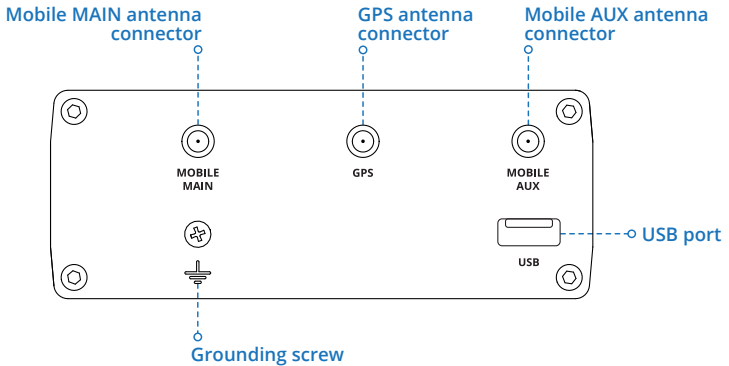 Mobile MAIN antenna
connector
GPS antenna
connector
Mobile AUX antenna
connector
MOBILE
MAIN
GPS
MOBILE
AUX
USB port
USB
Grounding screw